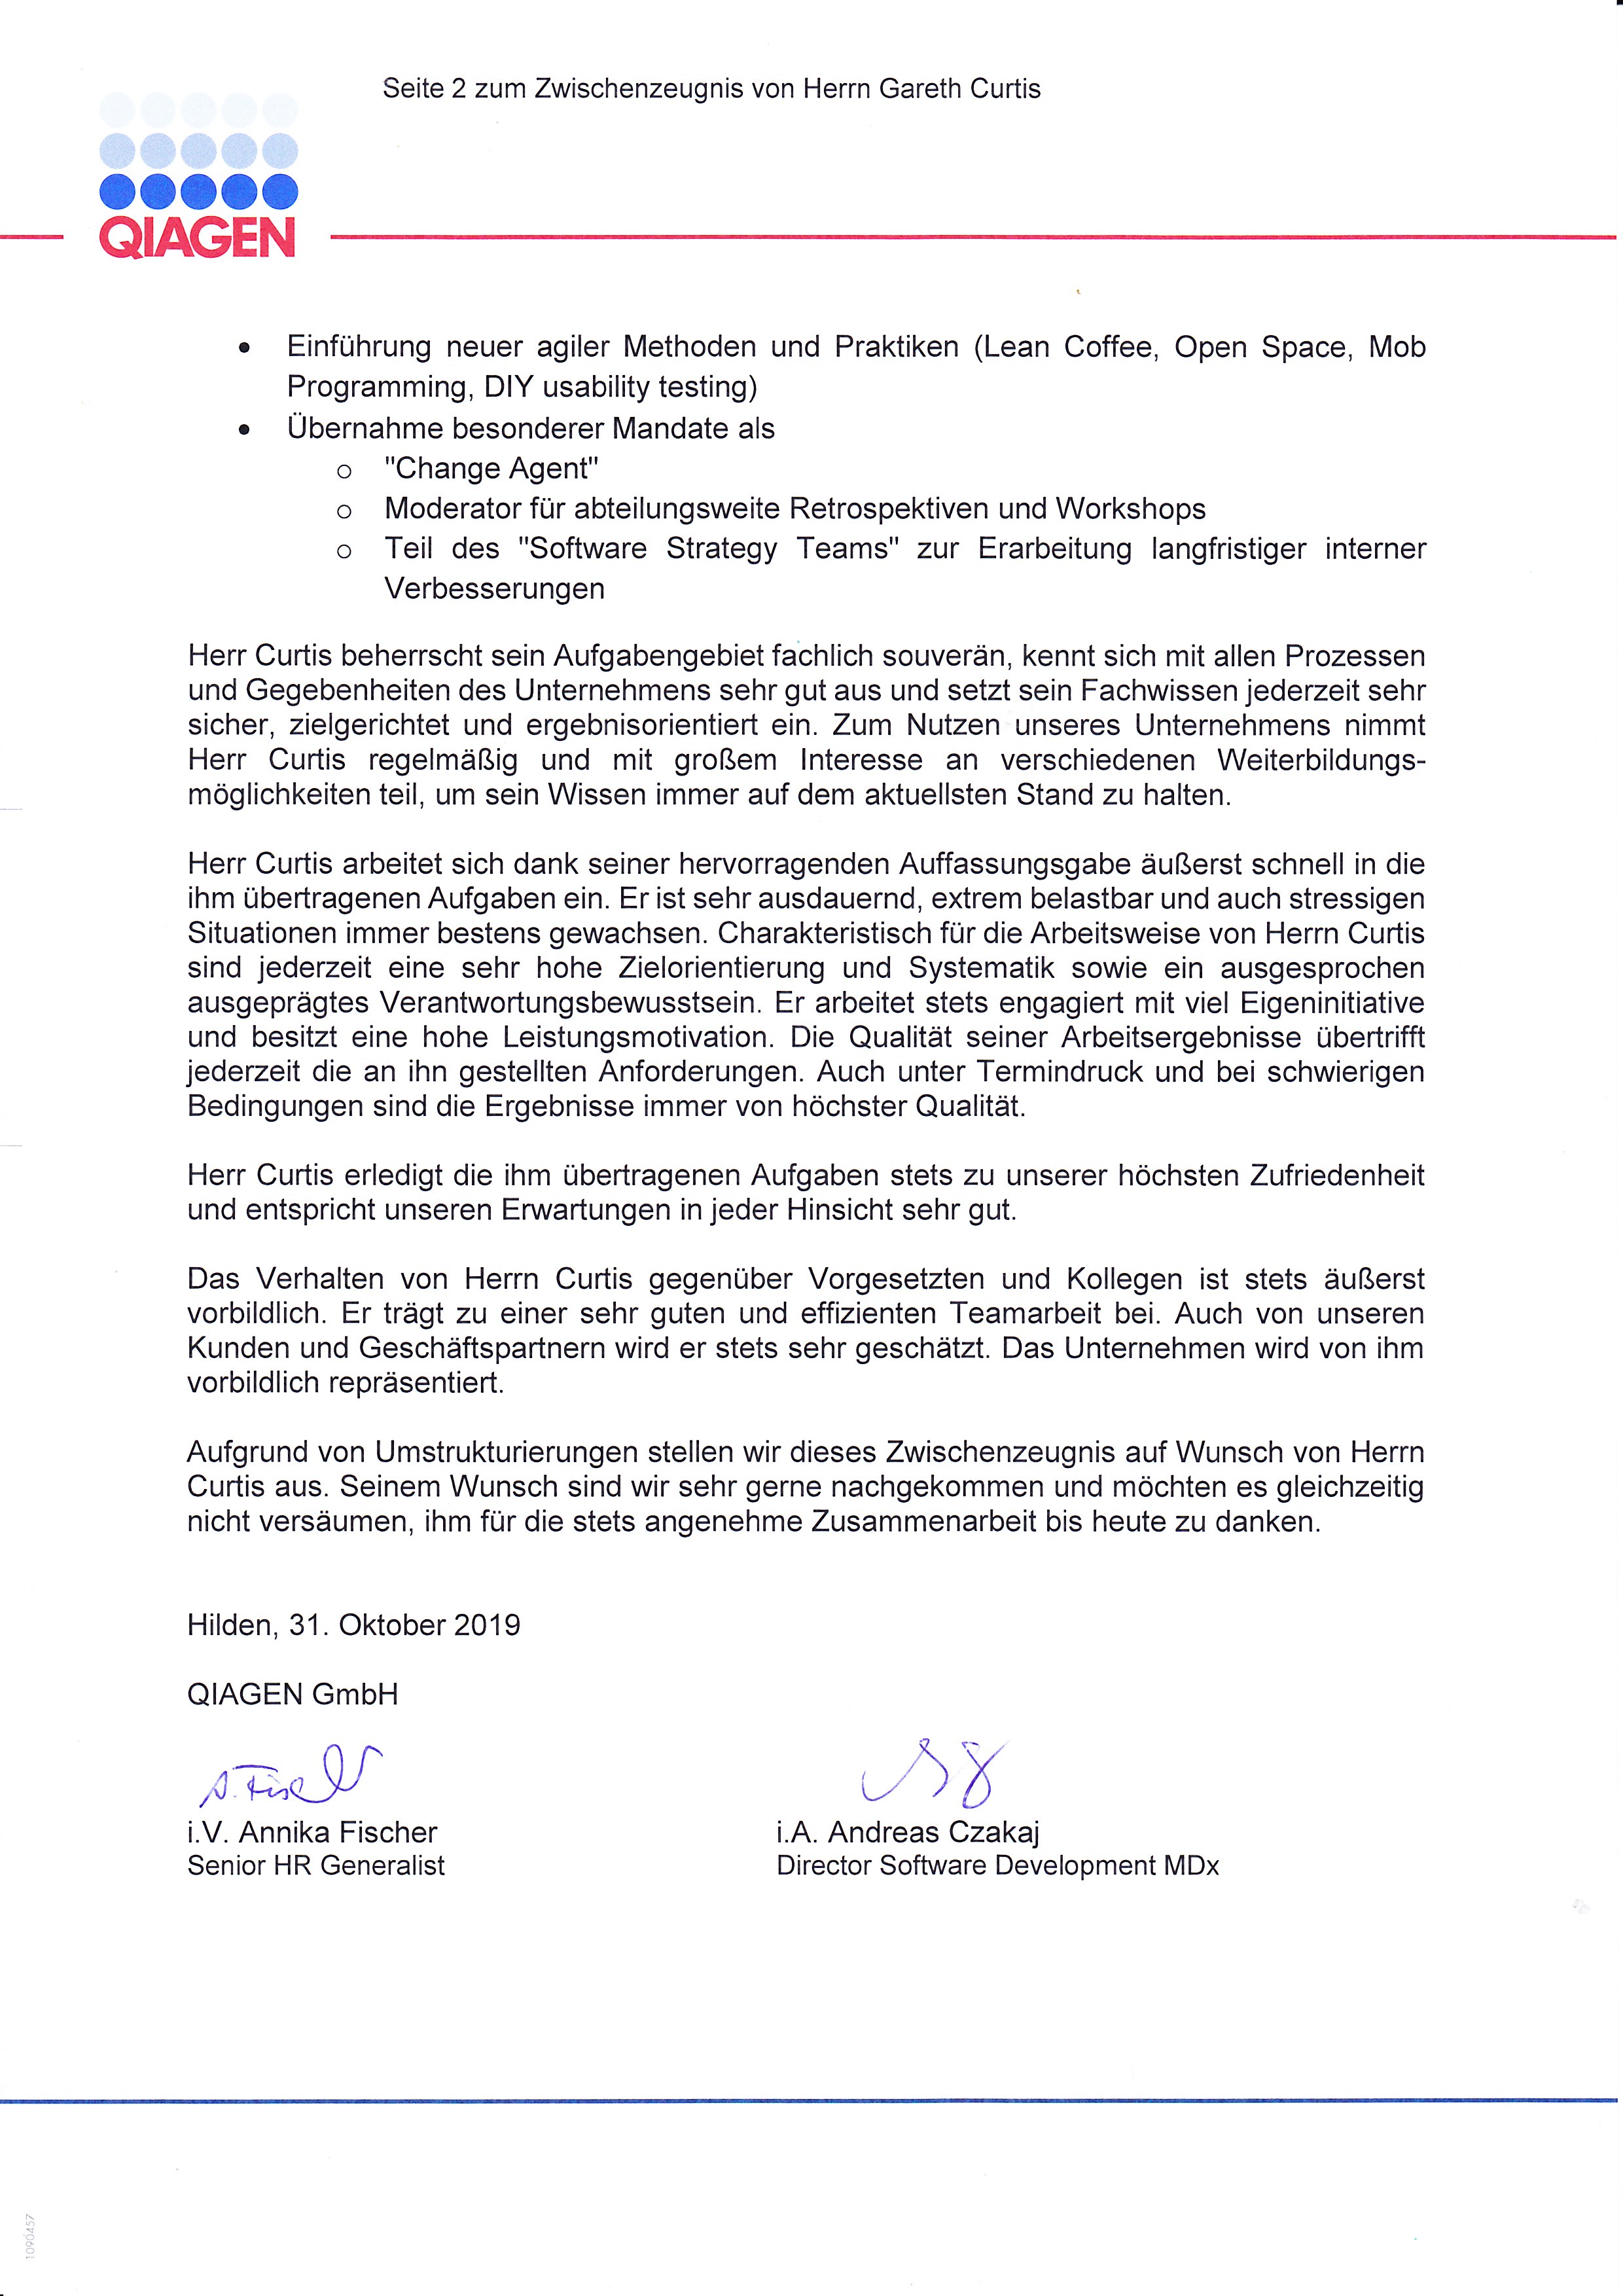 Seite 2 zum Zwischenzeugnis von Herrn Gareth Curtis
QIAGEN
• Einführung neuer agiler Methoden und Praktiken (Lean Coffee, Open Space, Mob
Programming, DIY usability testing)
• Übernahme besonderer Mandate als
o "Change Agent"
o Moderator für abteilungsweite Retrospektiven und Workshops
o Teil des "Software Strategy Teams" zur Erarbeitung langfristiger interner
Verbesserungen
Herr Curtis beherrscht sein Aufgabengebiet fachlich souverän, kennt sich mit allen Prozessen
und Gegebenheiten des Unternehmens sehr gut aus und setzt sein Fachwissen jederzeit sehr
sicher, zielgerichtet und ergebnisorientiert ein. Zum Nutzen unseres Unternehmens nimmt
Herr Curtis regelmäßig und mit großem Interesse an verschiedenen Weiterbildungs-
möglichkeiten teil, um sein Wissen immer auf dem aktuellsten Stand zu halten.
Herr Curtis arbeitet sich dank seiner hervorragenden Auffassungsgabe äußerst schnell in die
ihm übertragenen Aufgaben ein. Er ist sehr ausdauernd, extrem belastbar und auch stressigen
Situationen immer bestens gewachsen. Charakteristisch für die Arbeitsweise von Herrn Curtis
sind jederzeit eine sehr hohe Zielorientierung und Systematik sowie ein ausgesprochen
ausgeprägtes Verantwortungsbewusstsein. Er arbeitet stets engagiert mit viel Eigeninitiative
und besitzt eine hohe Leistungsmotivation. Die Qualität seiner Arbeitsergebnisse übertrifft
jederzeit die an ihn gestellten Anforderungen. Auch unter Termindruck und bei schwierigen
Bedingungen sind die Ergebnisse immer von höchster Qualität.
Herr Curtis erledigt die ihm übertragenen Aufgaben stets zu unserer höchsten Zufriedenheit
und entspricht unseren Erwartungen in jeder Hinsicht sehr gut.
Das Verhalten von Herrn Curtis gegenüber Vorgesetzten und Kollegen ist stets äußerst
vorbildlich. Er trägt zu einer sehr guten und effizienten Teamarbeit bei. Auch von unseren
Kunden und Geschäftspartnern wird er stets sehr geschätzt. Das Unternehmen wird von ihm
vorbildlich repräsentiert.
Aufgrund von Umstrukturierungen stellen wir dieses Zwischenzeugnis auf Wunsch von Herrn
Curtis aus. Seinem Wunsch sind wir sehr gerne nachgekommen und möchten es gleichzeitig
nicht versäumen, ihm für die stets angenehme Zusammenarbeit bis heute zu danken.
Hilden, 31. Oktober 2019
QIAGEN GmbH
i.V. Annika Fischer
Senior HR Generalist
i.A. Andreas Czakaj
Director Software Development MDx
1090457